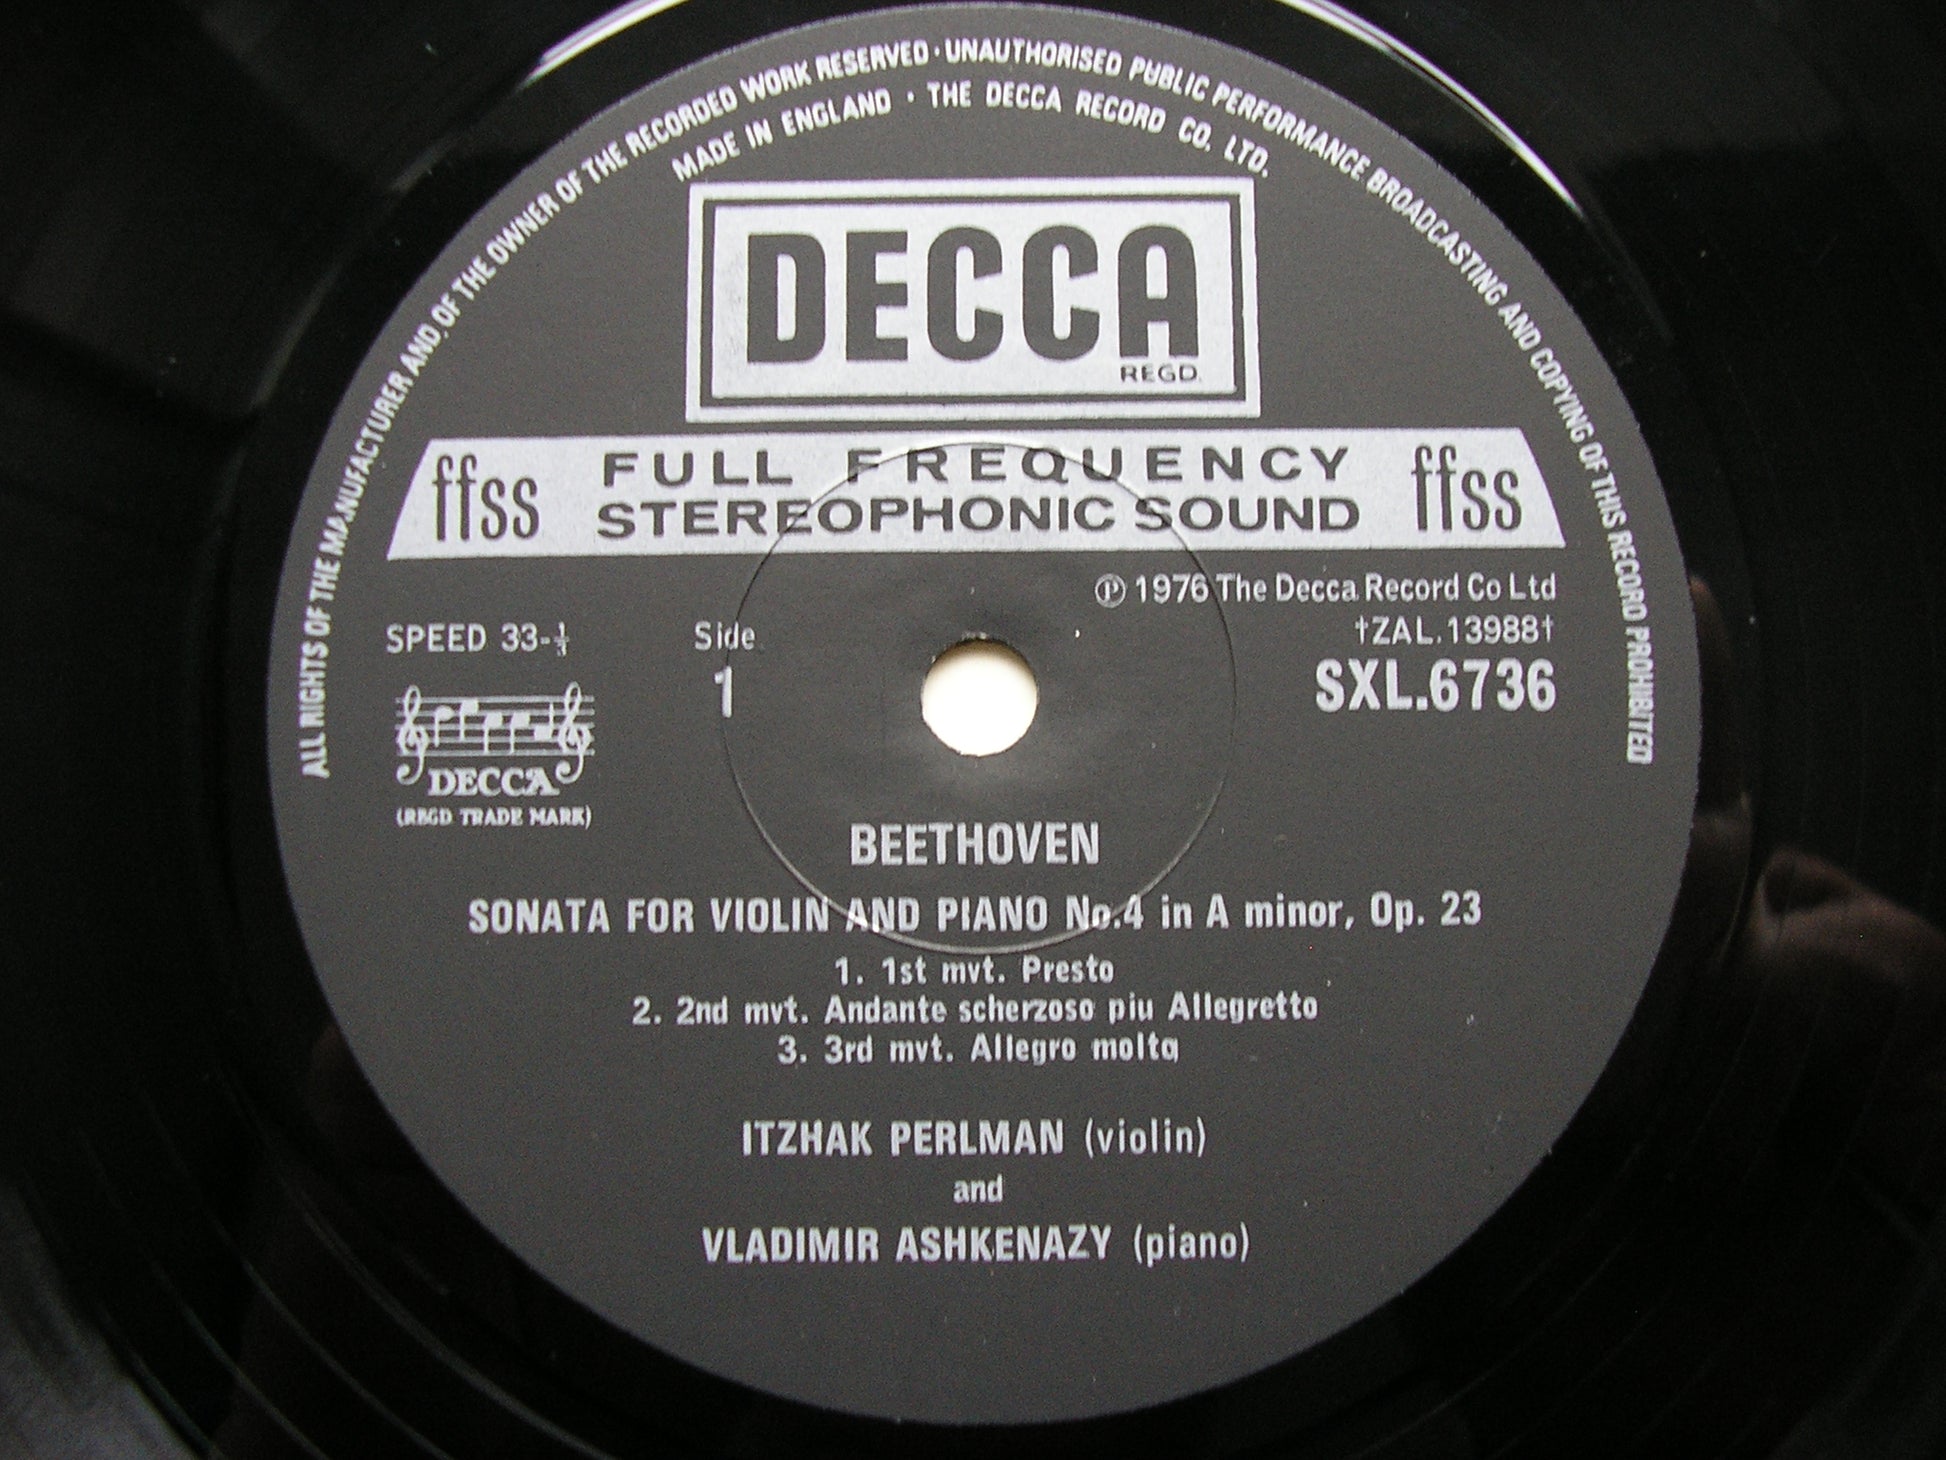 ALL RIGHTS OF THE MANUFACTURER AND OF THE OWNER OF THE RECORDED WORK RESERVED · UNAUTHORISED PUBLIC PERFORMANCE BROADCASTING AND COPYING OF THIS RECORD PROHIBITED
MADE IN ENGLAND · THE DECCA RECORD CO. LTD.
DECCA
REGD.
ffss FULL FREQUENCY STEREOPHONIC SOUND ffss
℗ 1976 The Decca Record Co Ltd
SPEED 33-⅓ Side †ZAL.13988†
1 SXL.6736
DECCA
(REGD TRADE MARK)
BEETHOVEN
SONATA FOR VIOLIN AND PIANO No.4 in A minor, Op. 23
1. 1st mvt. Presto
2. 2nd mvt. Andante scherzoso piu Allegretto
3. 3rd mvt. Allegro molto
ITZHAK PERLMAN (violin)
and
VLADIMIR ASHKENAZY (piano)